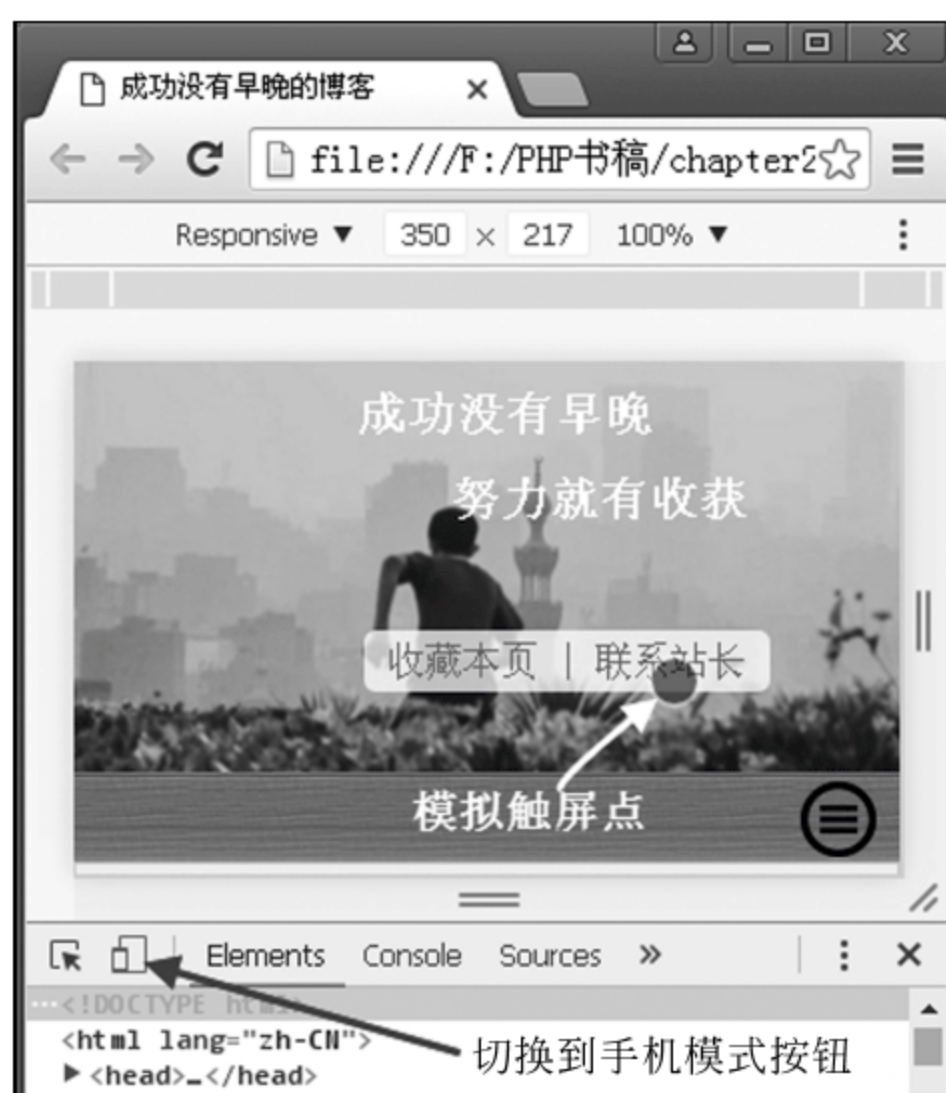 成功没有早晚的博客
file:///F:/PHP书稿/chapter2
Responsive ▼ 350 × 217 100% ▼
成功没有早晚
努力就有收获
收藏本页 | 联系站长
模拟触屏点
Elements Console Sources »
<!DOCTYPE html>
<html lang="zh-CN">
切换到手机模式按钮
▶ <head>…</head>